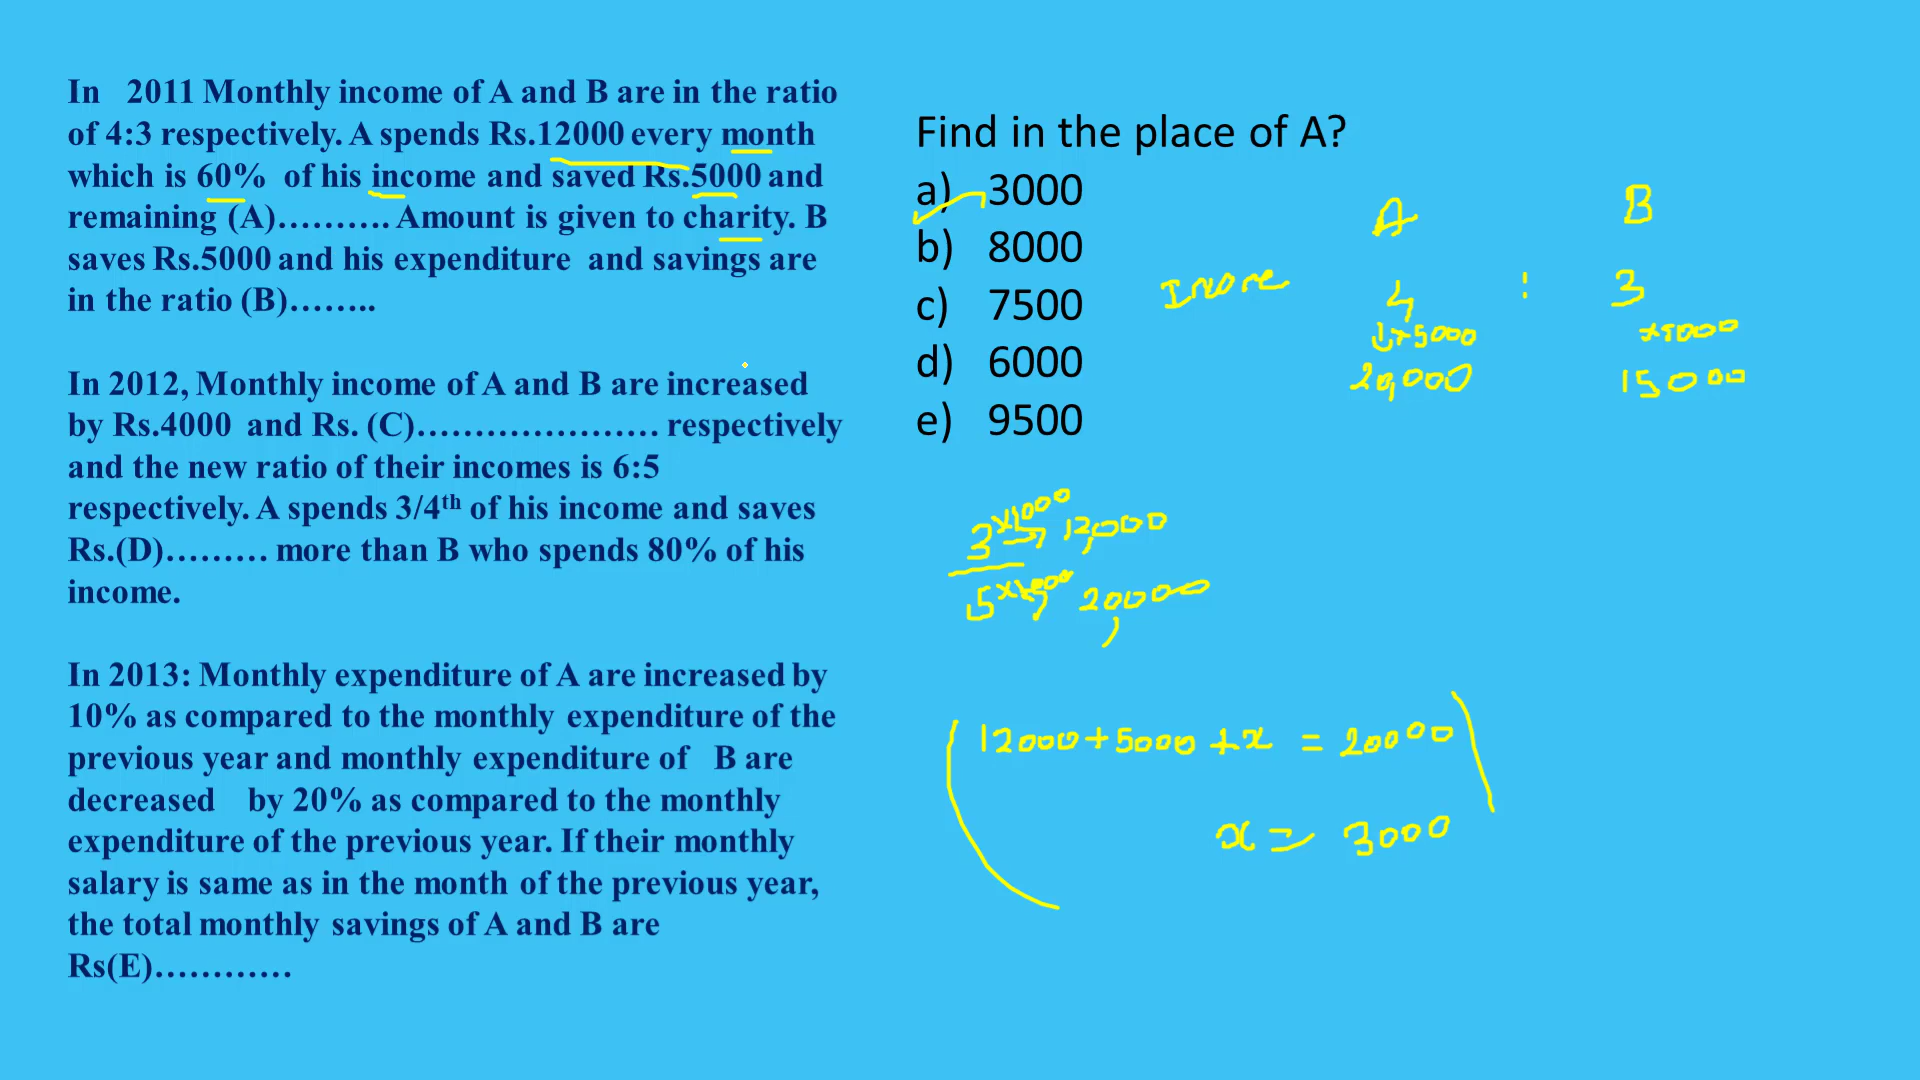 In 2011 Monthly income of A and B are in the ratio
of 4:3 respectively. A spends Rs.12000 every month
which is 60% of his income and saved Rs.5000 and
remaining (A)………. Amount is given to charity. B
saves Rs.5000 and his expenditure and savings are
in the ratio (B)……..
In 2012, Monthly income of A and B are increased
by Rs.4000 and Rs. (C)………………… respectively
and the new ratio of their incomes is 6:5
respectively. A spends 3/4th of his income and saves
Rs.(D)……… more than B who spends 80% of his
income.
In 2013: Monthly expenditure of A are increased by
10% as compared to the monthly expenditure of the
previous year and monthly expenditure of B are
decreased by 20% as compared to the monthly
expenditure of the previous year. If their monthly
salary is same as in the month of the previous year,
the total monthly savings of A and B are
Rs(E)…………
Find in the place of A?
a) 3000
b) 8000
c) 7500
d) 6000
e) 9500
A B
4 : 3
×5000 ×5000
20,000 15000
3 12,000
5 20,000
12000+5000+x = 20000
x = 3000